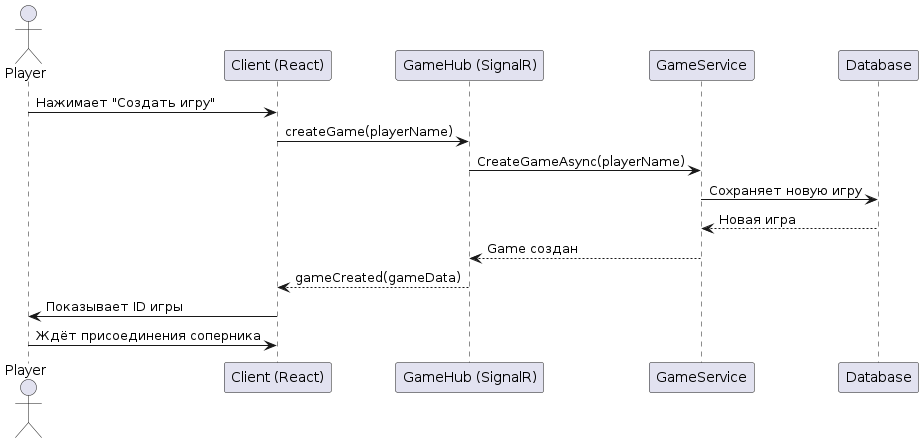 Player
Client (React)
GameHub (SignalR)
GameService
Database
Нажимает "Создать игру"
createGame(playerName)
CreateGameAsync(playerName)
Сохраняет новую игру
Новая игра
Game создан
gameCreated(gameData)
Показывает ID игры
Ждёт присоединения соперника
Player
Client (React)
GameHub (SignalR)
GameService
Database